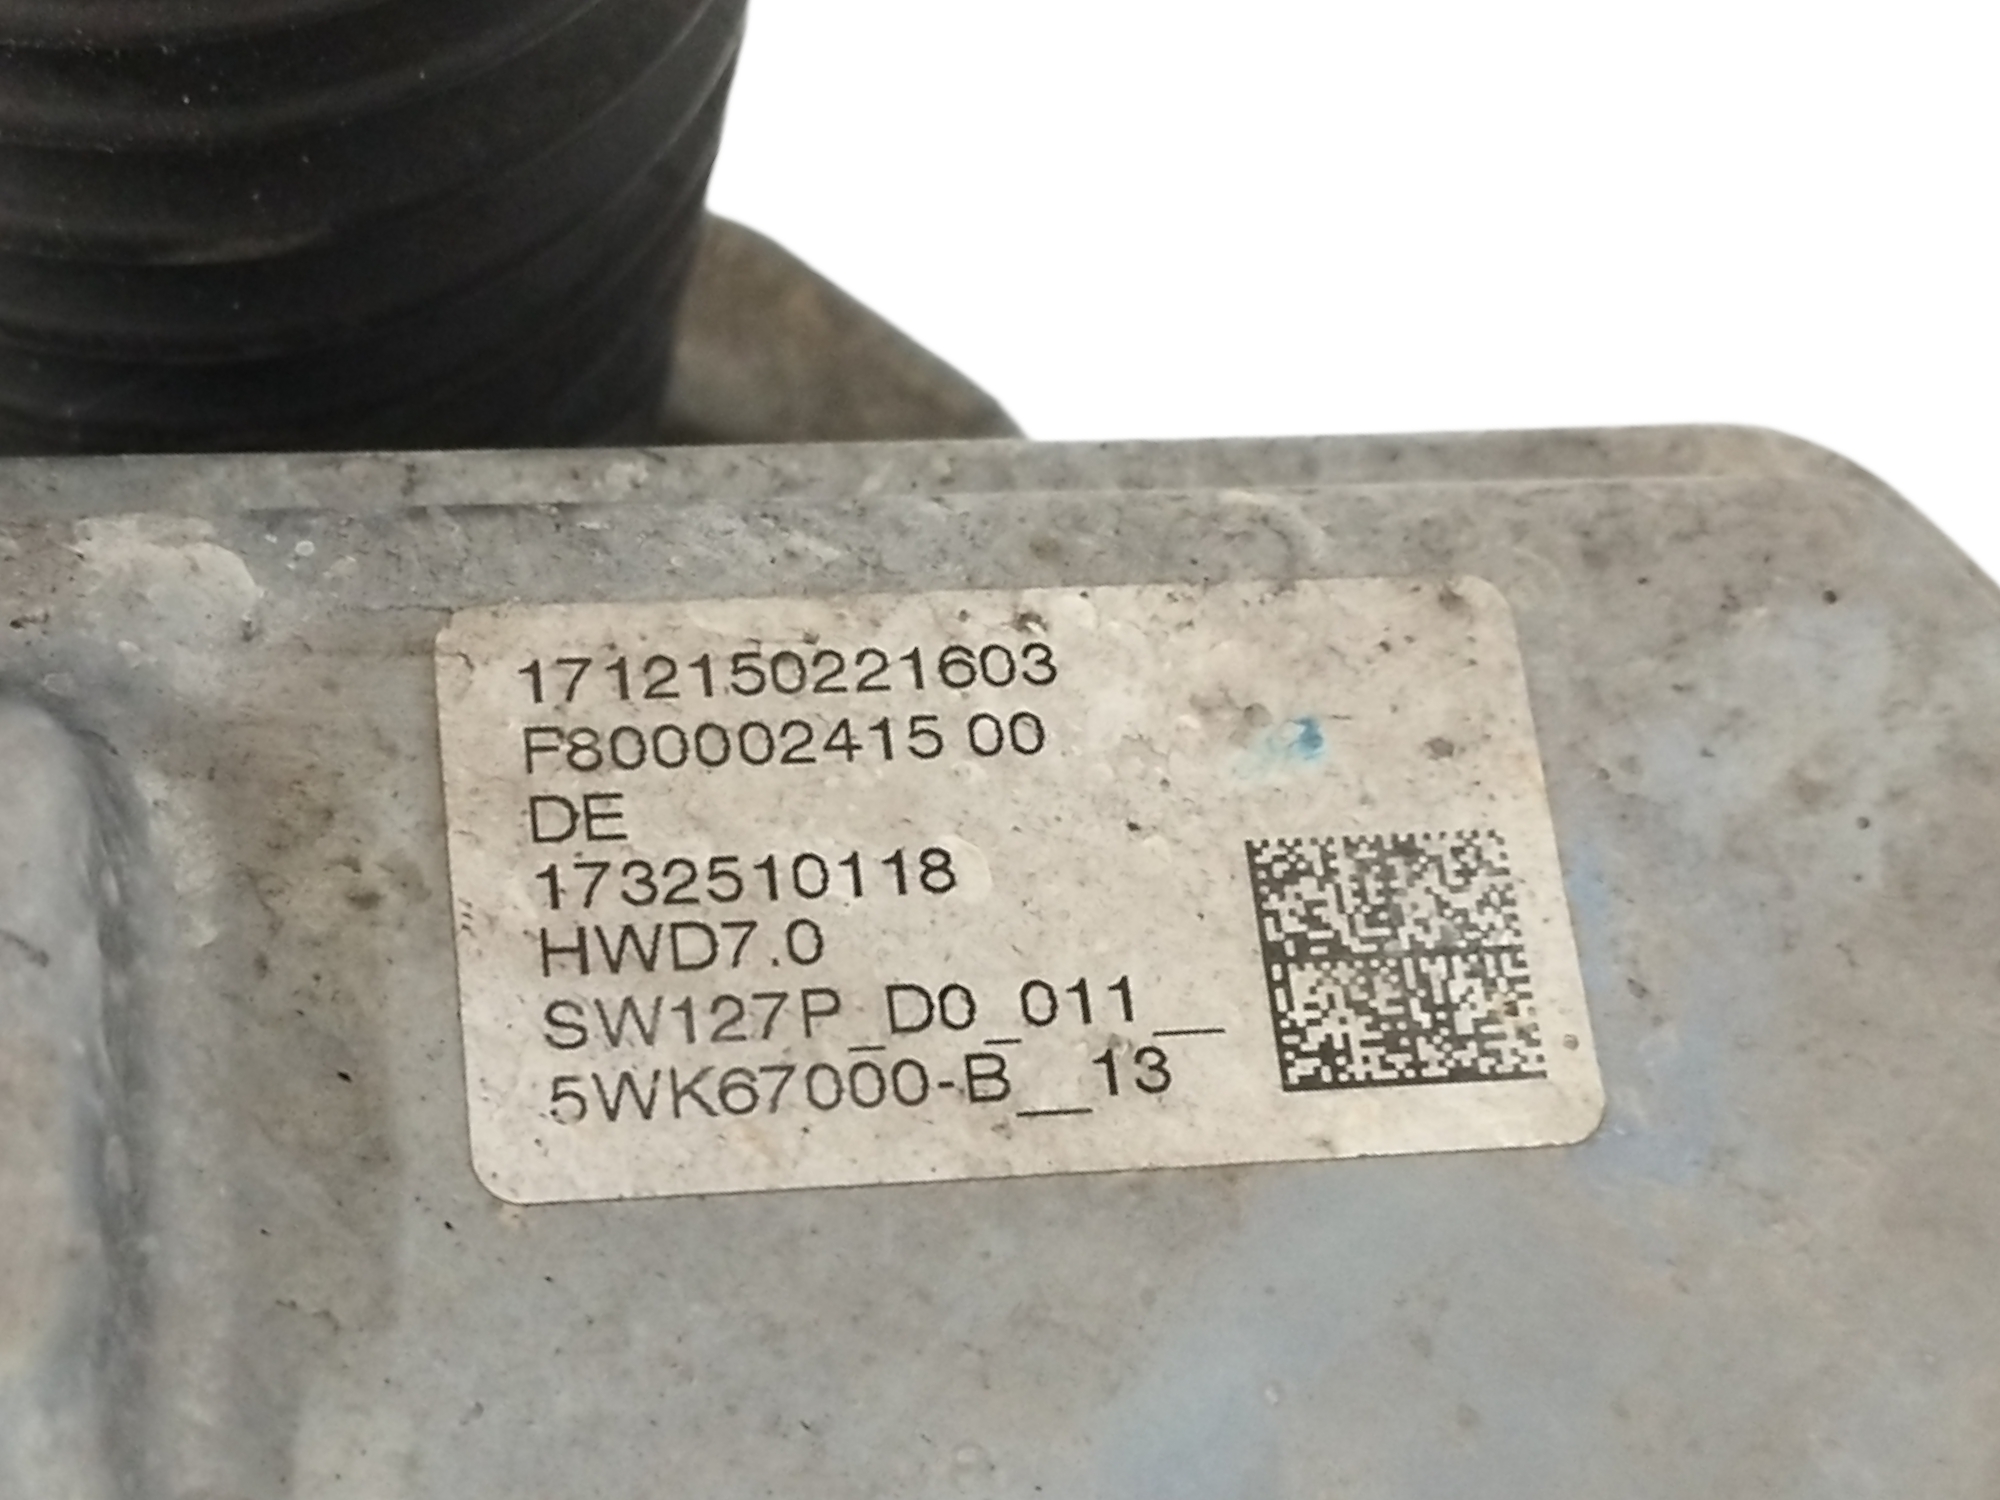 1712150221603
F800002415 00
DE
1732510118
HWD7.0
SW127P_D0_011__
5WK67000-B__13